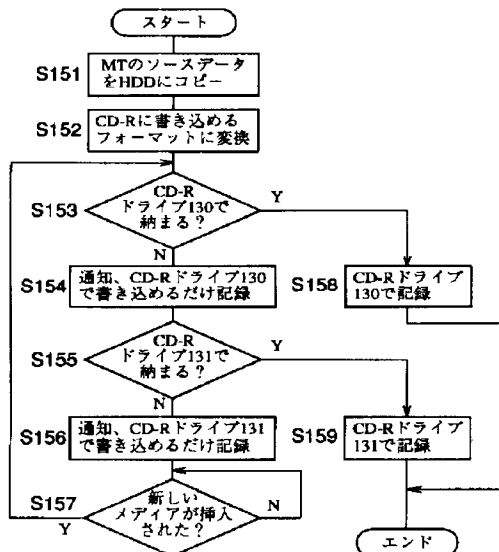 スタート
S151
MTのソースデータ
をHDDにコピー
S152
CD-Rに書き込める
フォーマットに変換
S153
CD-R
ドライブ130で
納まる？
Y
N
S154
通知、CD-Rドライブ130
で書き込めるだけ記録
S158
CD-Rドライブ
130で記録
S155
CD-R
ドライブ131で
納まる？
Y
N
S156
通知、CD-Rドライブ131
で書き込めるだけ記録
S159
CD-Rドライブ
131で記録
S157
新しい
メディアが挿入
された？
Y
N
エンド